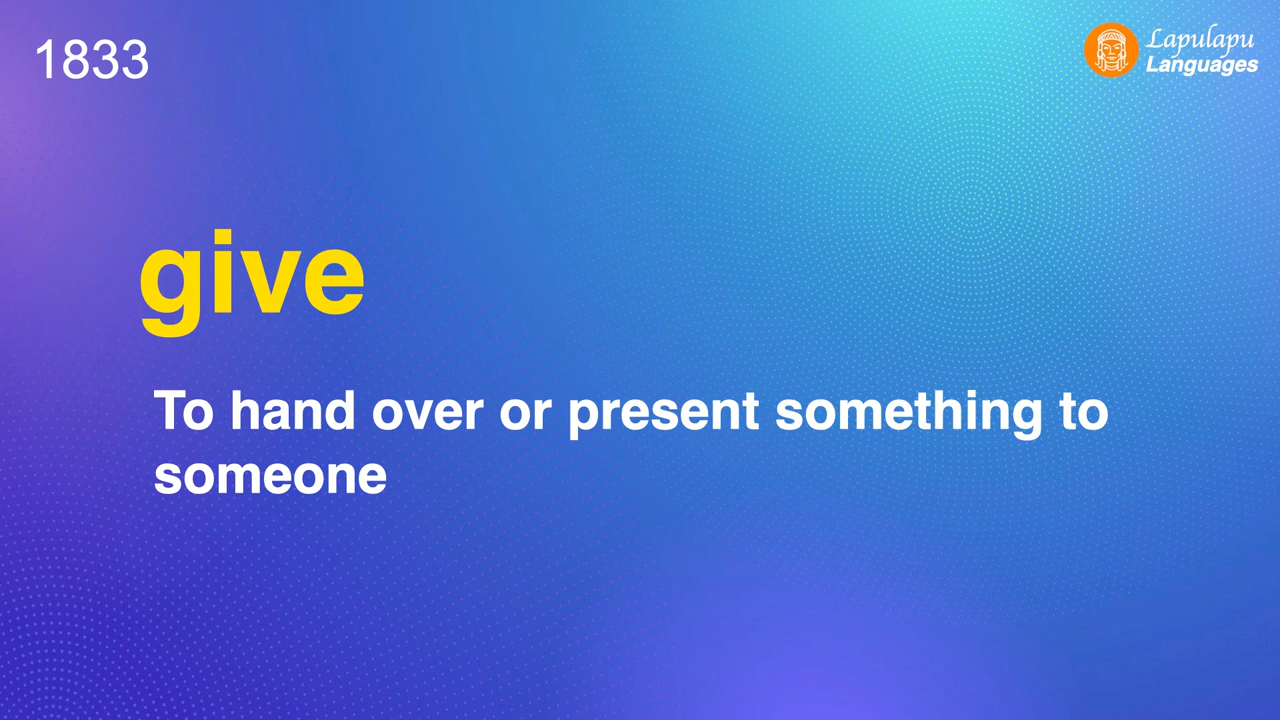 1833
Lapulapu
Languages
give
To hand over or present something to
someone